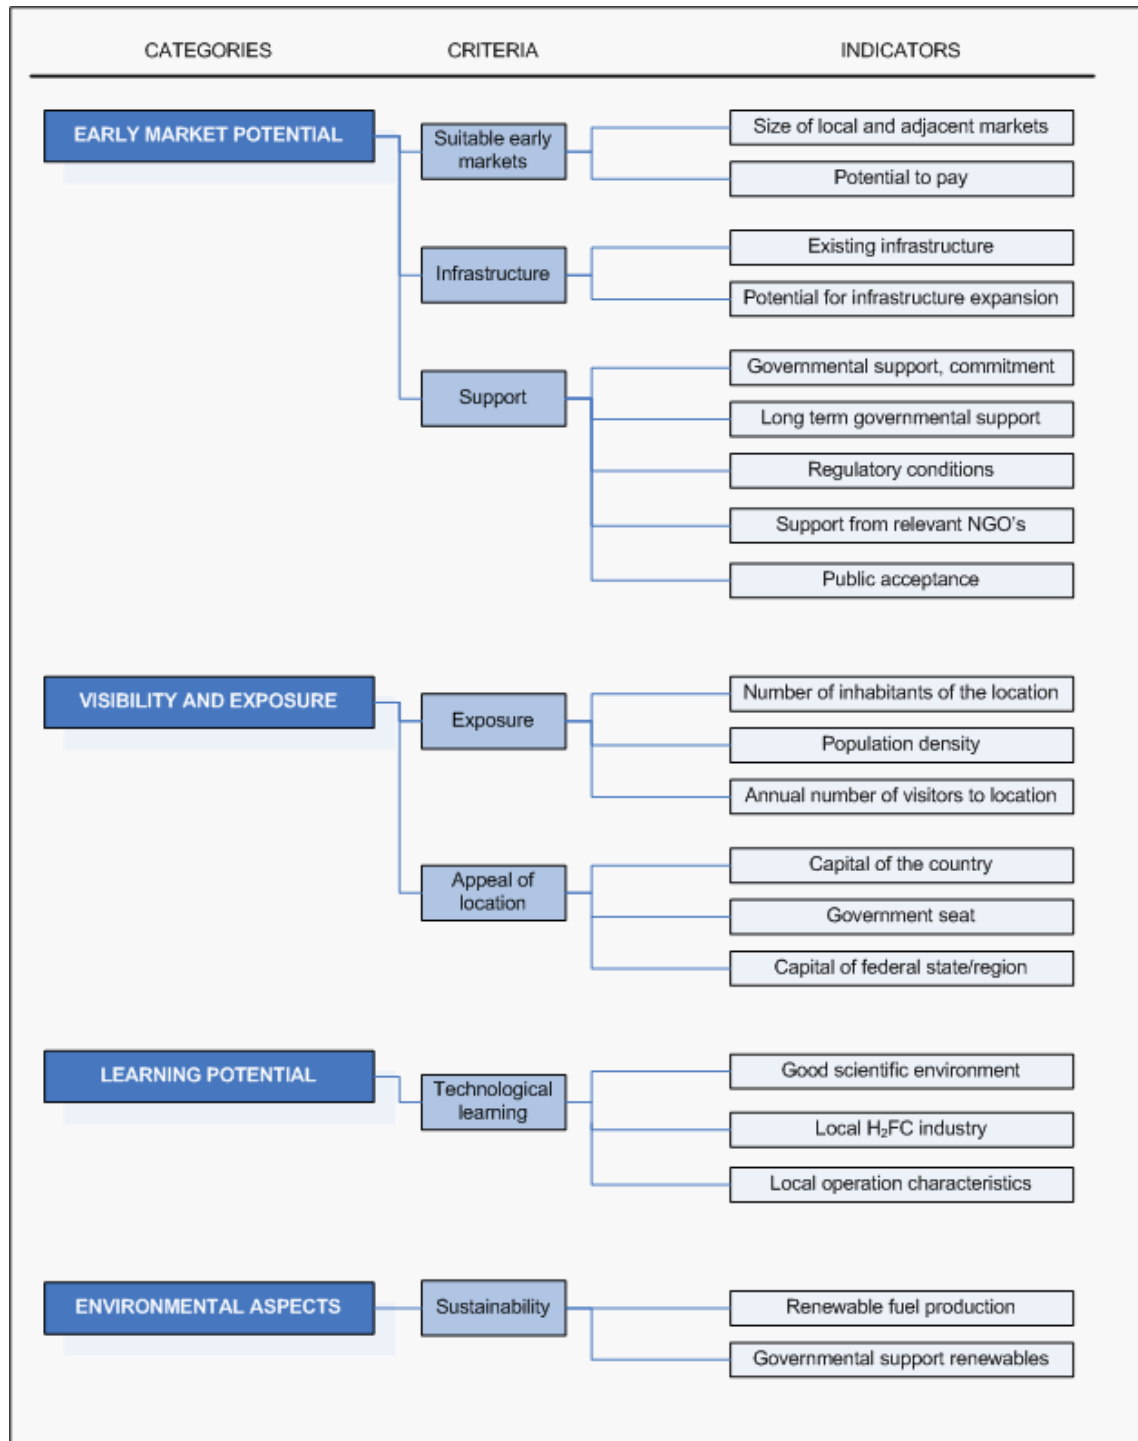 CATEGORIES CRITERIA INDICATORS
EARLY MARKET POTENTIAL
Suitable early
markets
Size of local and adjacent markets
Potential to pay
Infrastructure
Existing infrastructure
Potential for infrastructure expansion
Support
Governmental support, commitment
Long term governmental support
Regulatory conditions
Support from relevant NGO's
Public acceptance
VISIBILITY AND EXPOSURE
Exposure
Number of inhabitants of the location
Population density
Annual number of visitors to location
Appeal of
location
Capital of the country
Government seat
Capital of federal state/region
LEARNING POTENTIAL
Technological
learning
Good scientific environment
Local H₂FC industry
Local operation characteristics
ENVIRONMENTAL ASPECTS
Sustainability
Renewable fuel production
Governmental support renewables